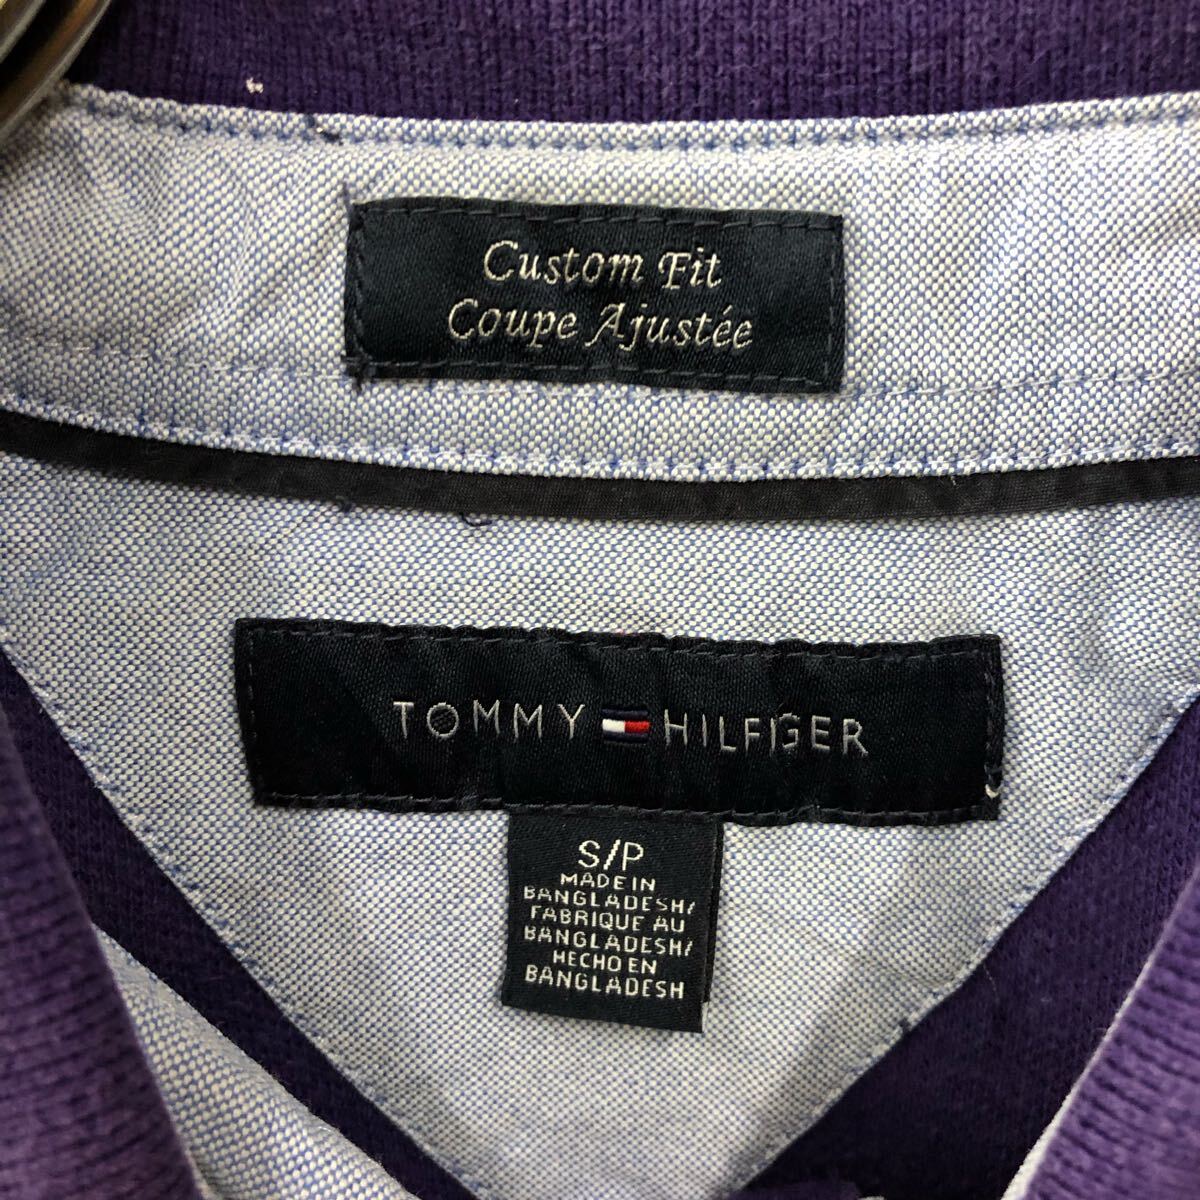 Custom Fit
Coupe Ajustée
TOMMY HILFIGER
S/P
MADE IN
BANGLADESH/
FABRIQUE AU
BANGLADESH/
HECHO EN
BANGLADESH